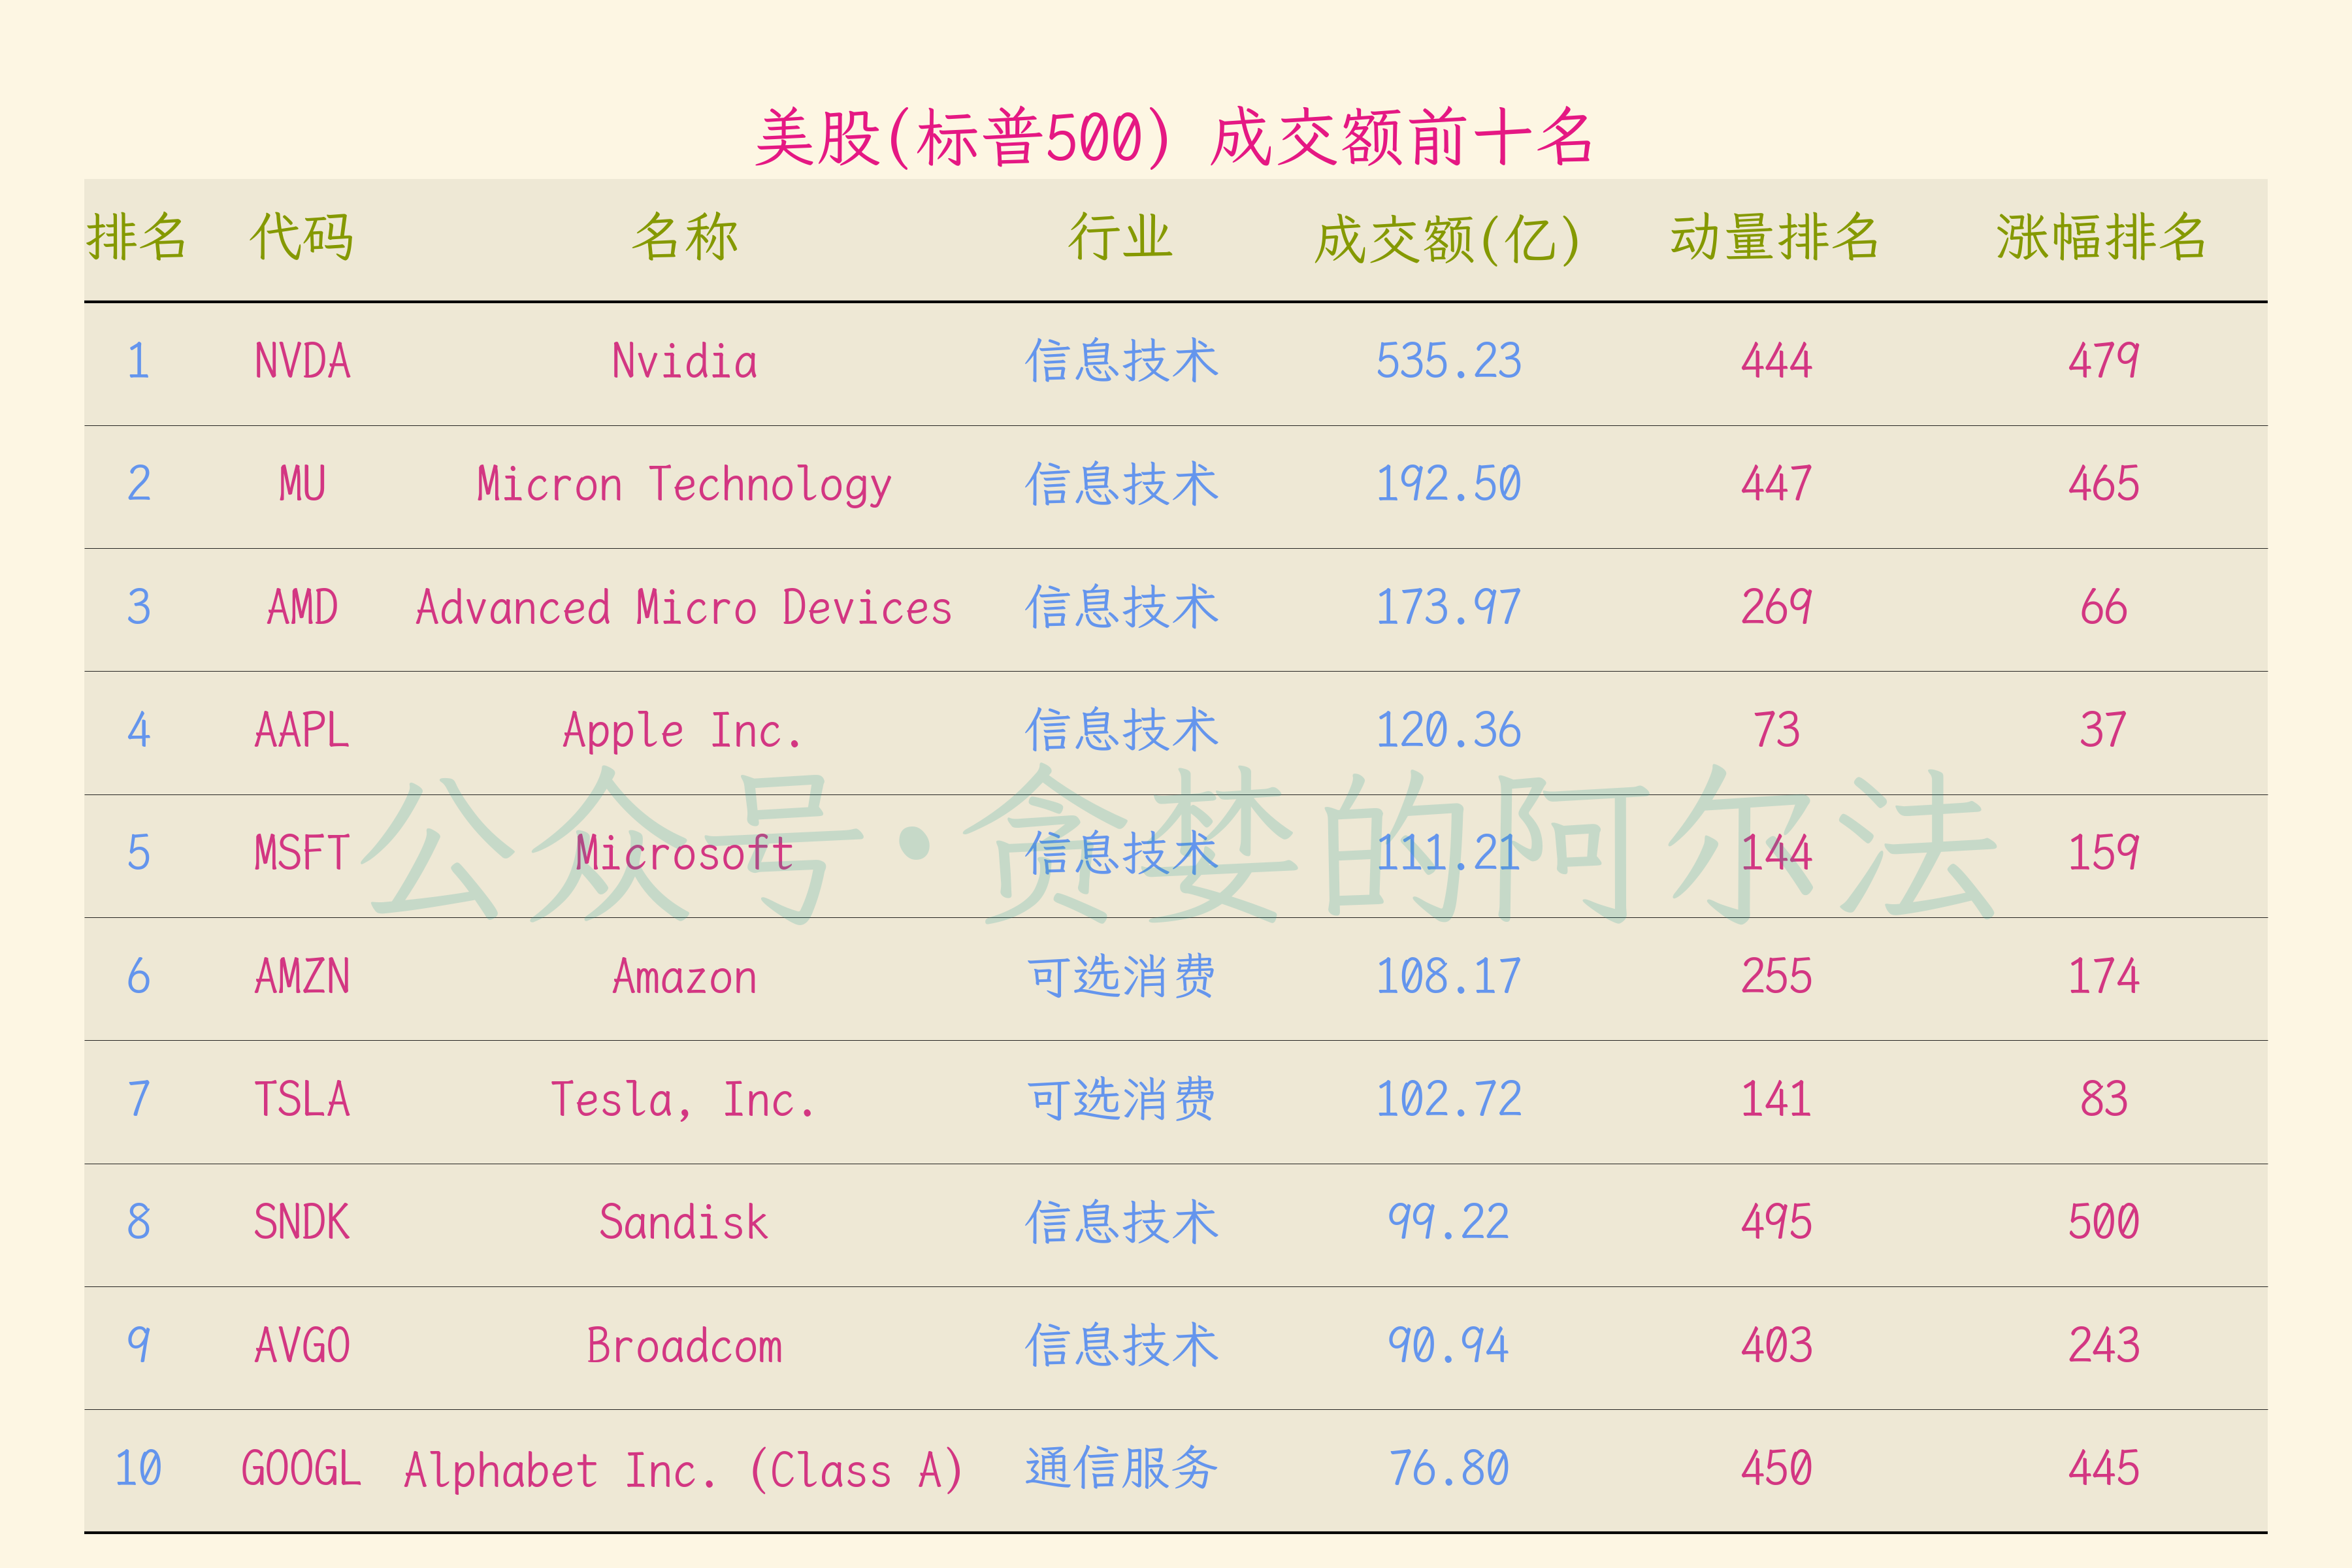 美股(标普500) 成交额前十名
排名 代码 名称 行业 成交额(亿) 动量排名 涨幅排名
1 NVDA Nvidia 信息技术 535.23 444 479
2 MU Micron Technology 信息技术 192.50 447 465
3 AMD Advanced Micro Devices 信息技术 173.97 269 66
4 AAPL Apple Inc. 信息技术 120.36 73 37
5 MSFT Microsoft 信息技术 111.21 144 159
6 AMZN Amazon 可选消费 108.17 255 174
7 TSLA Tesla, Inc. 可选消费 102.72 141 83
8 SNDK Sandisk 信息技术 99.22 495 500
9 AVGO Broadcom 信息技术 90.94 403 243
10 GOOGL Alphabet Inc. (Class A) 通信服务 76.80 450 445
公众号·贪婪的阿尔法